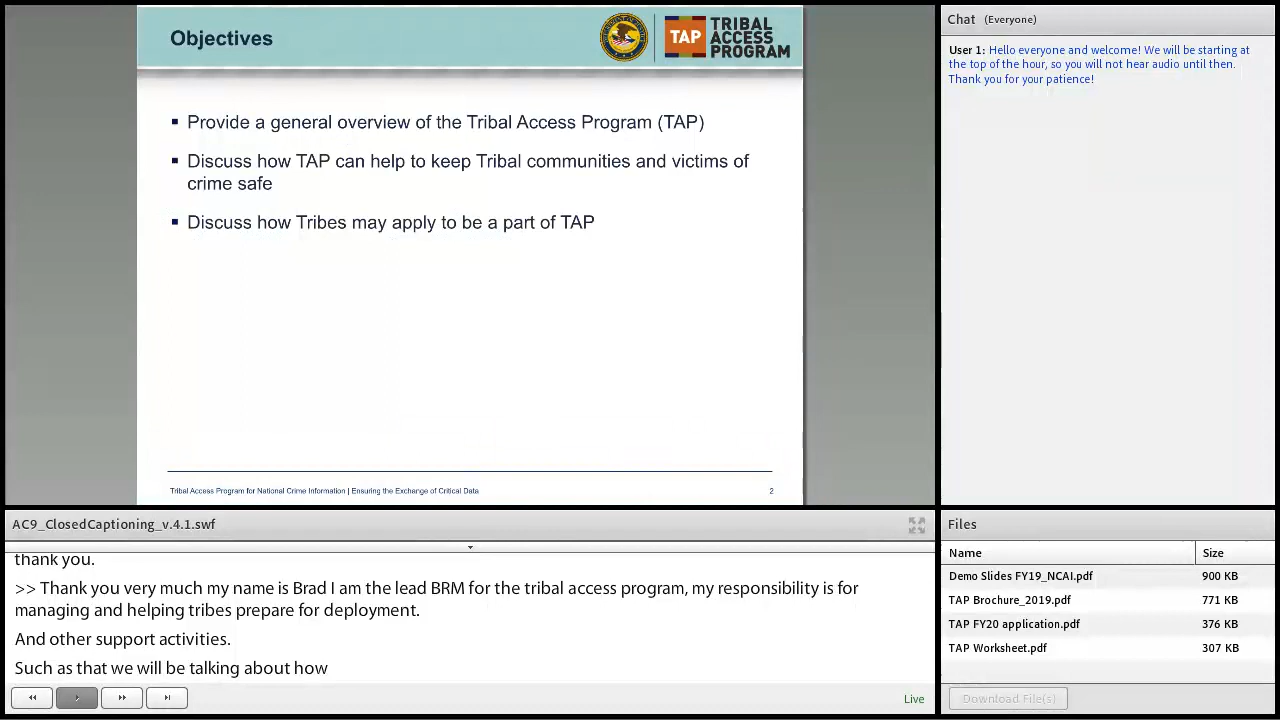 Objectives
TAP
TRIBAL
ACCESS
PROGRAM
▪ Provide a general overview of the Tribal Access Program (TAP)
▪ Discuss how TAP can help to keep Tribal communities and victims of
crime safe
▪ Discuss how Tribes may apply to be a part of TAP
Tribal Access Program for National Crime Information | Ensuring the Exchange of Critical Data
2
Chat (Everyone)
User 1: Hello everyone and welcome! We will be starting at
the top of the hour, so you will not hear audio until then.
Thank you for your patience!
AC9_ClosedCaptioning_v.4.1.swf
thank you.
>> Thank you very much my name is Brad I am the lead BRM for the tribal access program, my responsibility is for
managing and helping tribes prepare for deployment.
And other support activities.
Such as that we will be talking about how
Live
Files
Name Size
Demo Slides FY19_NCAI.pdf 900 KB
TAP Brochure_2019.pdf 771 KB
TAP FY20 application.pdf 376 KB
TAP Worksheet.pdf 307 KB
Download File(s)